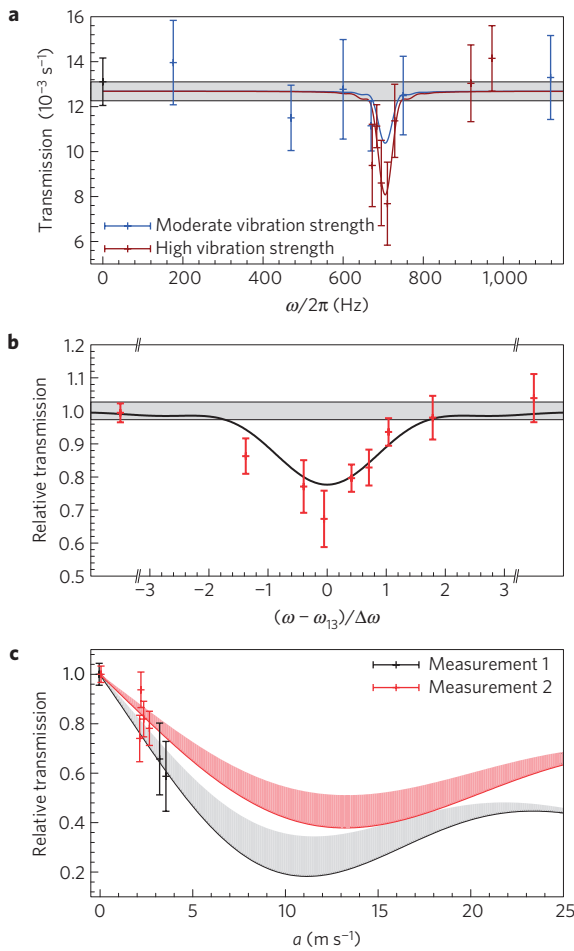 a
16
14
12
10
8
6
Transmission (10⁻³ s⁻¹)
Moderate vibration strength
High vibration strength
0
200
400
600
800
1,000
ω/2π (Hz)
b
1.2
1.1
1.0
0.9
0.8
0.7
0.6
0.5
Relative transmission
−3
−2
−1
0
1
2
3
(ω − ω₁₃)/Δω
c
1.0
0.8
0.6
0.4
0.2
Relative transmission
Measurement 1
Measurement 2
0
5
10
15
20
25
a (m s⁻¹)